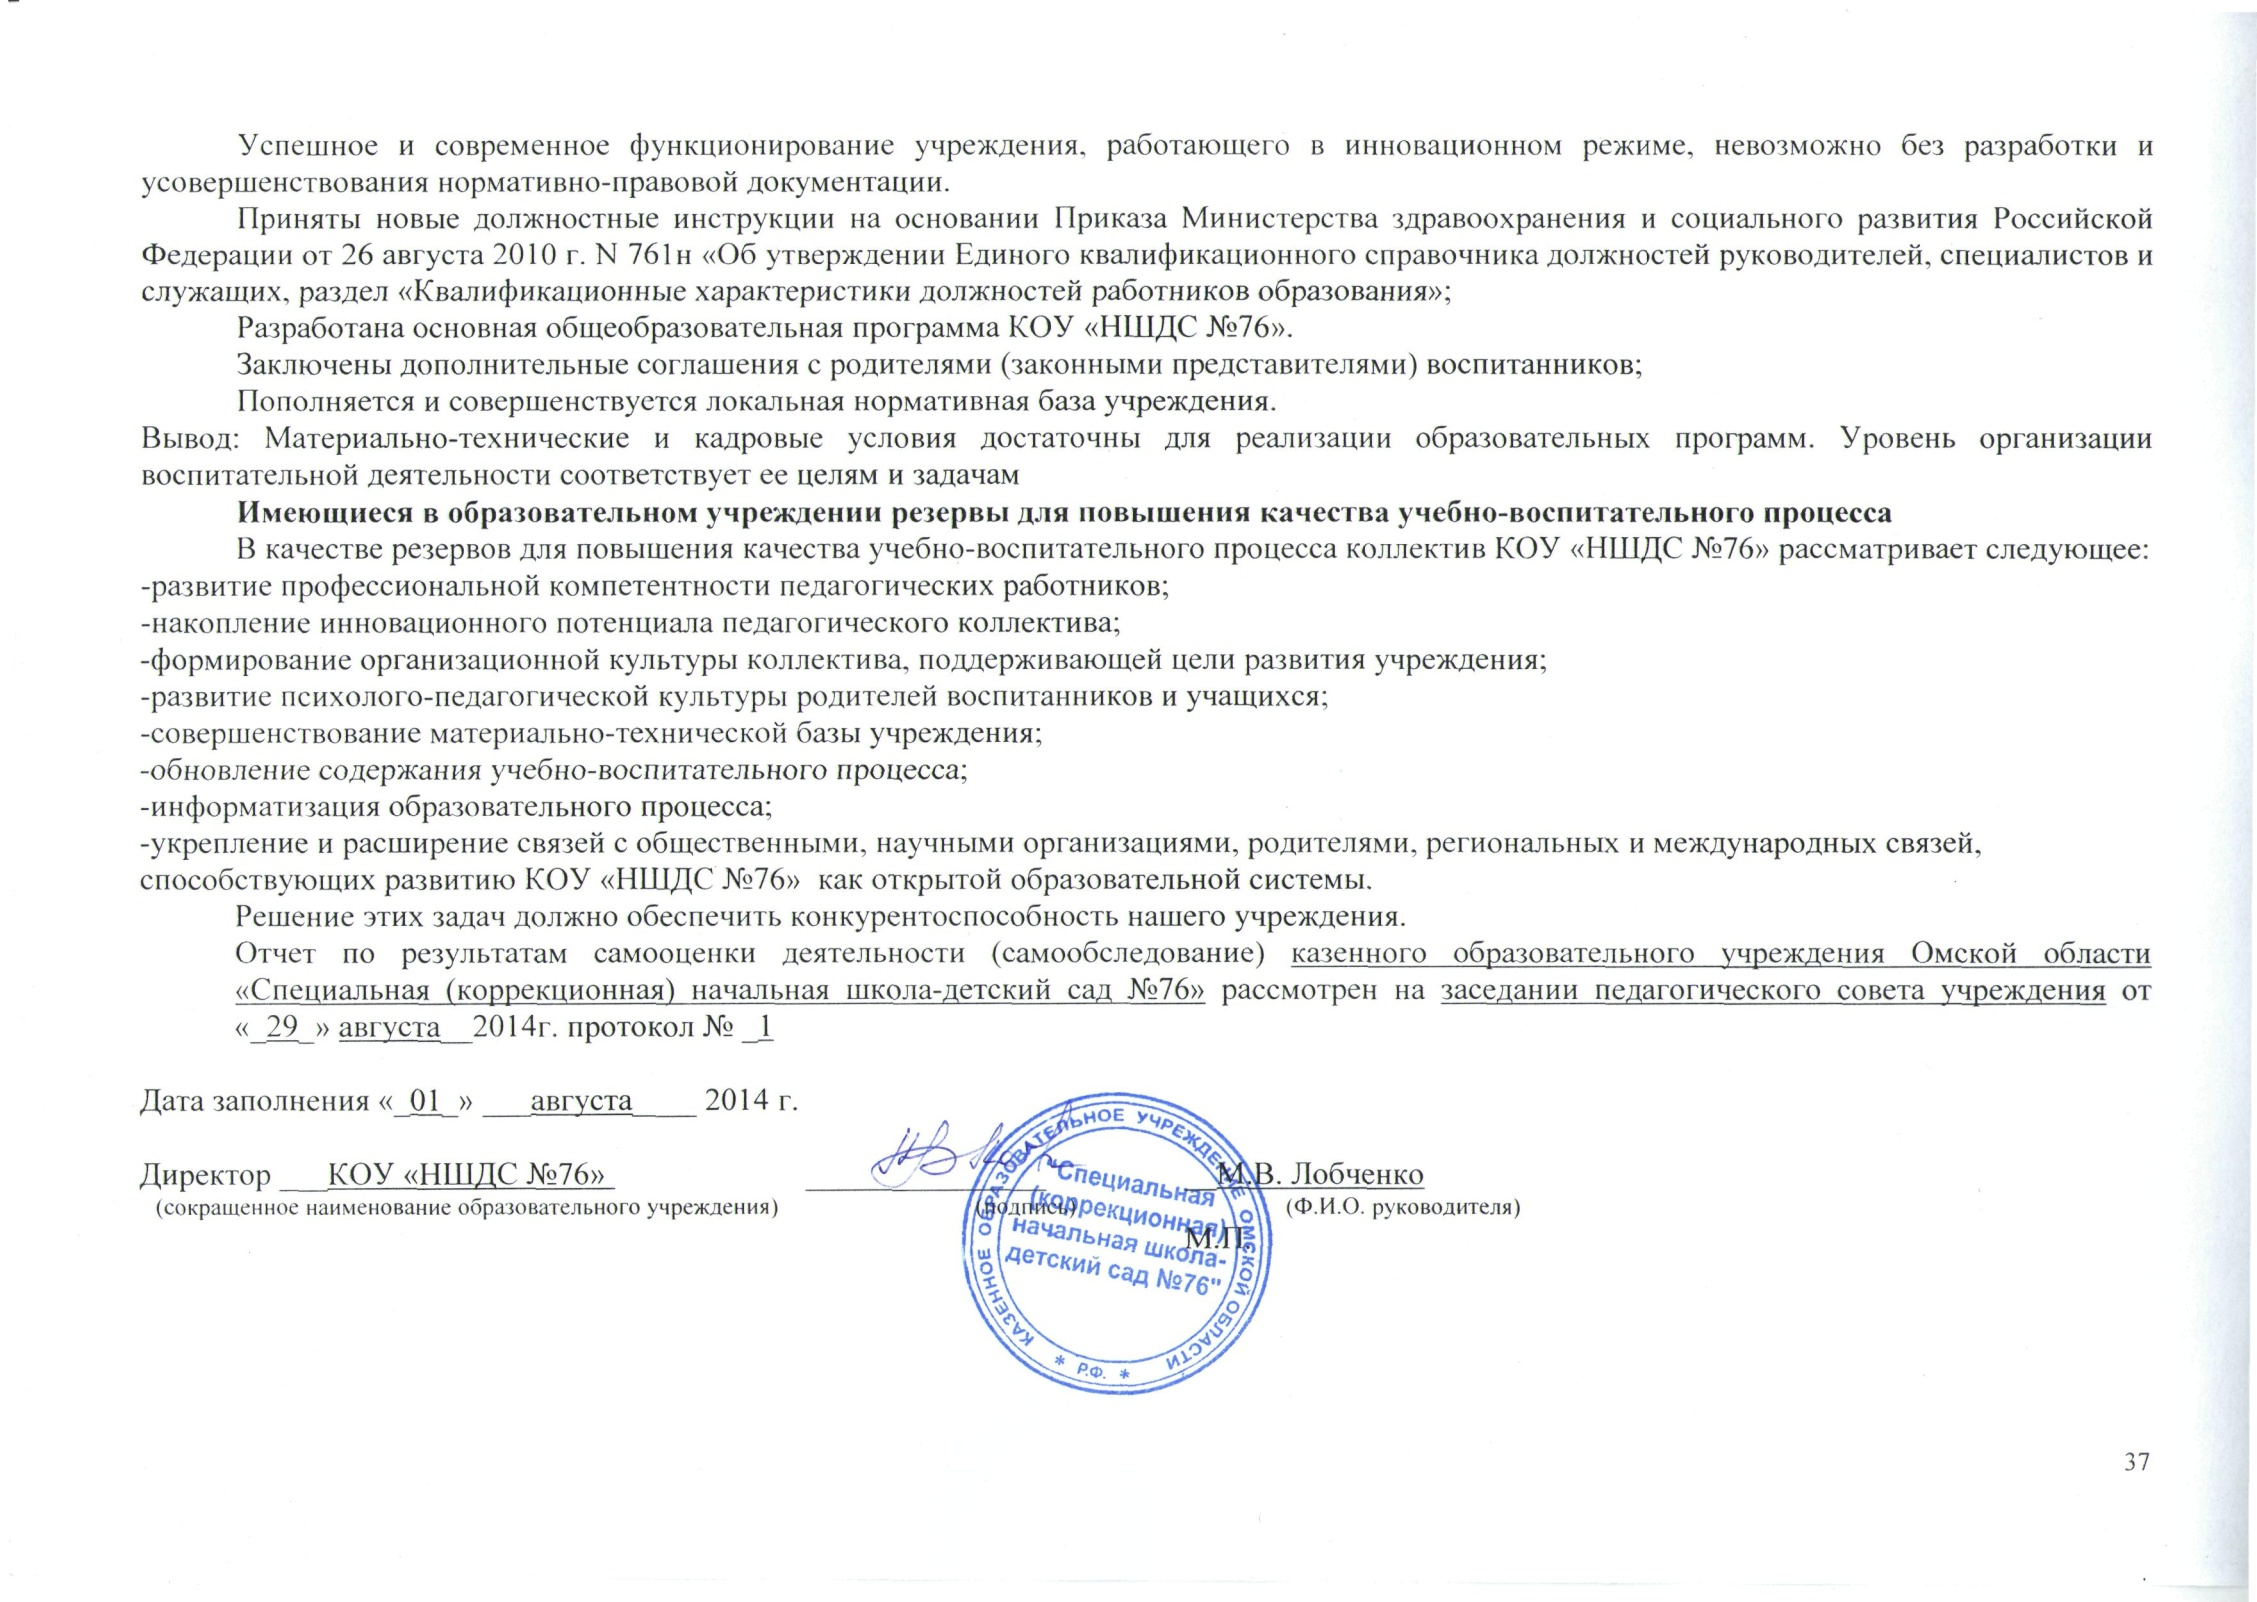 Успешное и современное функционирование учреждения, работающего в инновационном режиме, невозможно без разработки и
усовершенствования нормативно-правовой документации.
Приняты новые должностные инструкции на основании Приказа Министерства здравоохранения и социального развития Российской
Федерации от 26 августа 2010 г. N 761н «Об утверждении Единого квалификационного справочника должностей руководителей, специалистов и
служащих, раздел «Квалификационные характеристики должностей работников образования»;
Разработана основная общеобразовательная программа КОУ «НШДС №76».
Заключены дополнительные соглашения с родителями (законными представителями) воспитанников;
Пополняется и совершенствуется локальная нормативная база учреждения.
Вывод: Материально-технические и кадровые условия достаточны для реализации образовательных программ. Уровень организации
воспитательной деятельности соответствует ее целям и задачам
Имеющиеся в образовательном учреждении резервы для повышения качества учебно-воспитательного процесса
В качестве резервов для повышения качества учебно-воспитательного процесса коллектив КОУ «НШДС №76» рассматривает следующее:
-развитие профессиональной компетентности педагогических работников;
-накопление инновационного потенциала педагогического коллектива;
-формирование организационной культуры коллектива, поддерживающей цели развития учреждения;
-развитие психолого-педагогической культуры родителей воспитанников и учащихся;
-совершенствование материально-технической базы учреждения;
-обновление содержания учебно-воспитательного процесса;
-информатизация образовательного процесса;
-укрепление и расширение связей с общественными, научными организациями, родителями, региональных и международных связей,
способствующих развитию КОУ «НШДС №76» как открытой образовательной системы.
Решение этих задач должно обеспечить конкурентоспособность нашего учреждения.
Отчет по результатам самооценки деятельности (самообследование) казенного образовательного учреждения Омской области
«Специальная (коррекционная) начальная школа-детский сад №76» рассмотрен на заседании педагогического совета учреждения от
«_29_» августа__2014г. протокол № _1
Дата заполнения «_01_» ___августа____ 2014 г.
Директор ___КОУ «НШДС №76» _______________ __М.В. Лобченко
(сокращенное наименование образовательного учреждения) (подпись) (Ф.И.О. руководителя)
М.П.
КАЗЕННОЕ ОБРАЗОВАТЕЛЬНОЕ УЧРЕЖДЕНИЕ ОМСКОЙ ОБЛАСТИ
* Р.Ф. *
"Специальная
(коррекционная)
начальная школа-
детский сад №76"
37